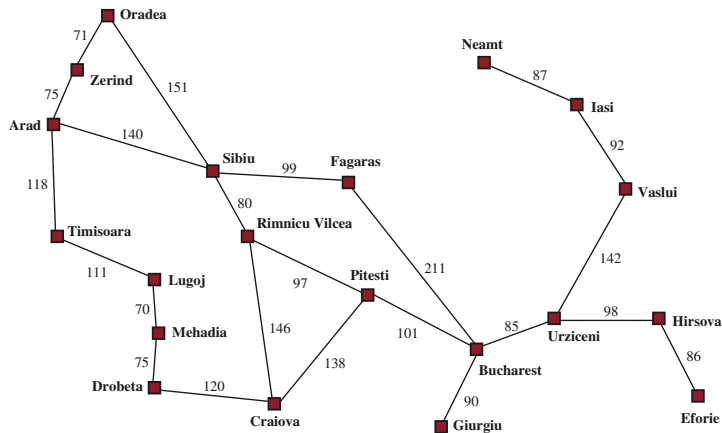 Oradea
71
Neamt
Zerind
87
75
151
Iasi
Arad
140
92
Sibiu
Fagaras
99
118
Vaslui
80
Rimnicu Vilcea
Timisoara
142
111
211
Lugoj
97
Pitesti
70
98
Hirsova
Mehadia
146
101
85
Urziceni
138
86
75
Bucharest
Drobeta
120
90
Eforie
Craiova
Giurgiu